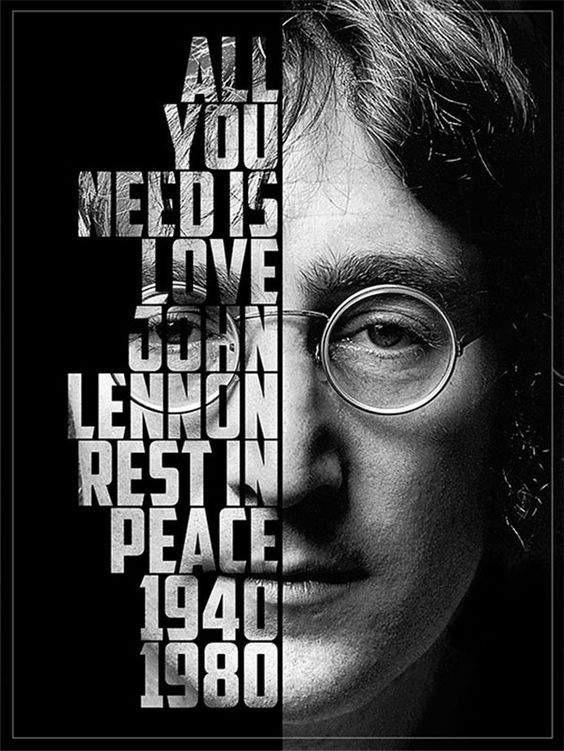 ALL
YOU
NEED IS
LOVE
JOHN
LENNON
REST IN
PEACE
1940
1980